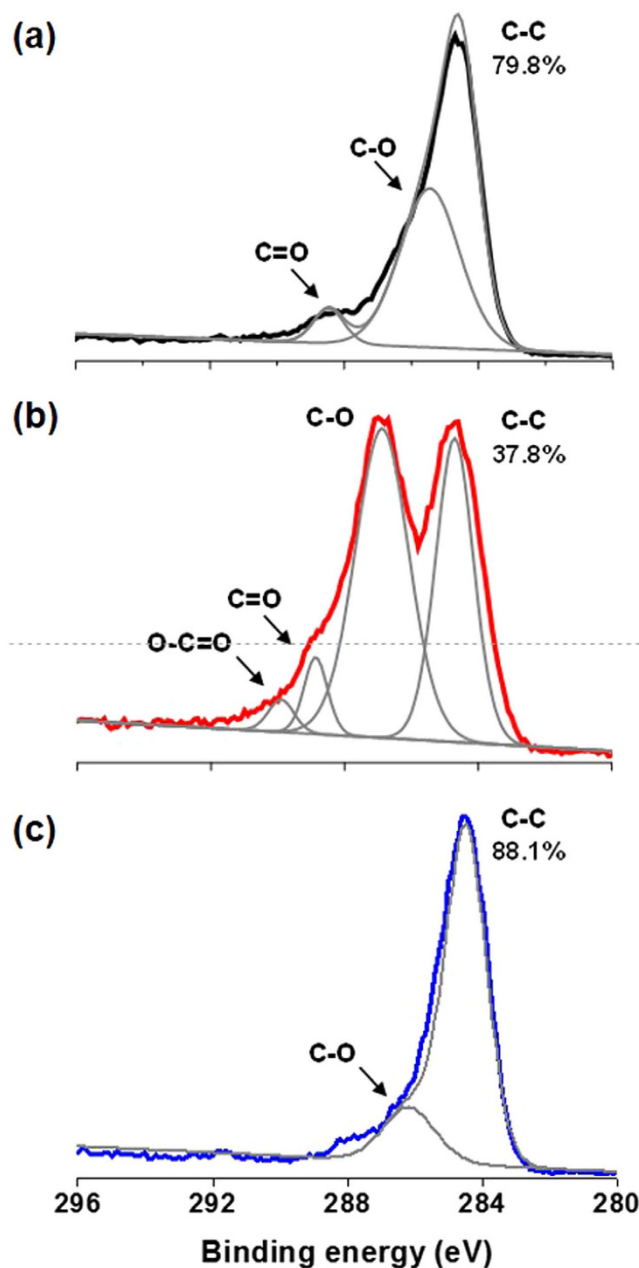 (a)
C-C
79.8%
C-O
C=O
(b)
C-O
C-C
37.8%
C=O
O-C=O
(c)
C-C
88.1%
C-O
296 292 288 284 280
Binding energy (eV)